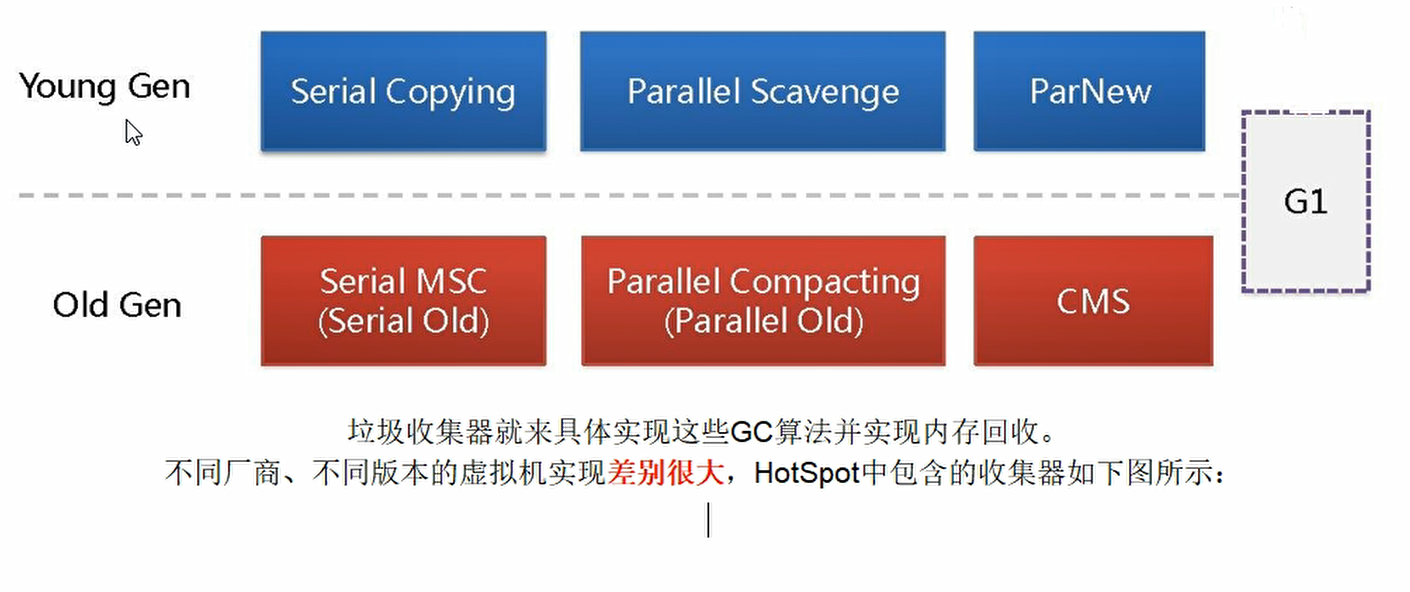 Young Gen
Serial Copying
Parallel Scavenge
ParNew
G1
Old Gen
Serial MSC
(Serial Old)
Parallel Compacting
(Parallel Old)
CMS
垃圾收集器就来具体实现这些GC算法并实现内存回收。
不同厂商、不同版本的虚拟机实现差别很大，HotSpot中包含的收集器如下图所示：